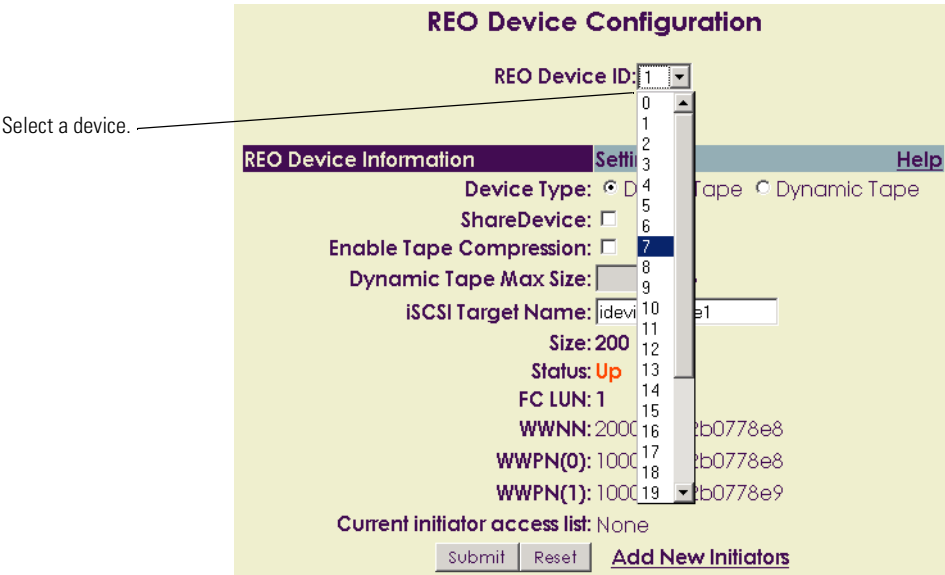 REO Device Configuration
REO Device ID: 1
Select a device.
0
1
2
3
4
5
6
7
8
9
10
11
12
13
14
15
16
17
18
19
REO Device Information Help
Device Type: Tape Dynamic Tape
ShareDevice:
Enable Tape Compression:
Dynamic Tape Max Size:
iSCSI Target Name:
Size: 200
Status: Up
FC LUN: 1
WWNN: 2000 2b0778e8
WWPN(0): 1000 2b0778e8
WWPN(1): 1000 2b0778e9
Current initiator access list: None
Submit Reset Add New Initiators